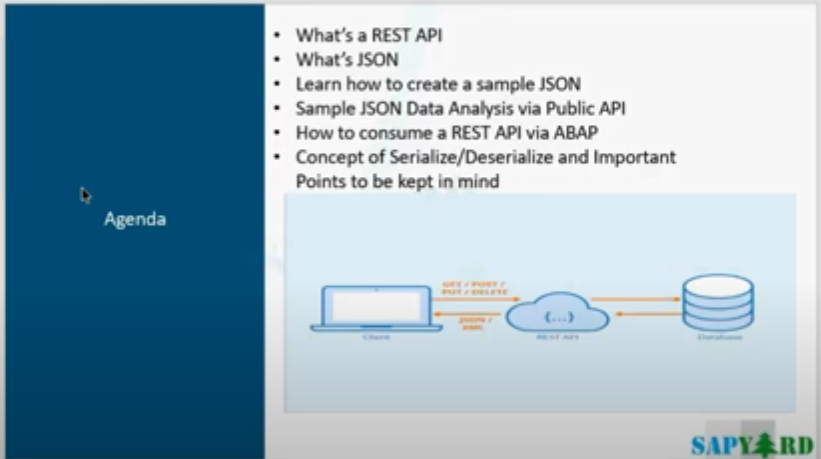 Agenda
• What's a REST API
• What's JSON
• Learn how to create a sample JSON
• Sample JSON Data Analysis via Public API
• How to consume a REST API via ABAP
• Concept of Serialize/Deserialize and Important
Points to be kept in mind
GET / POST /
PUT / DELETE
JSON /
XML
{...}
Client
REST API
Database
SAPYARD